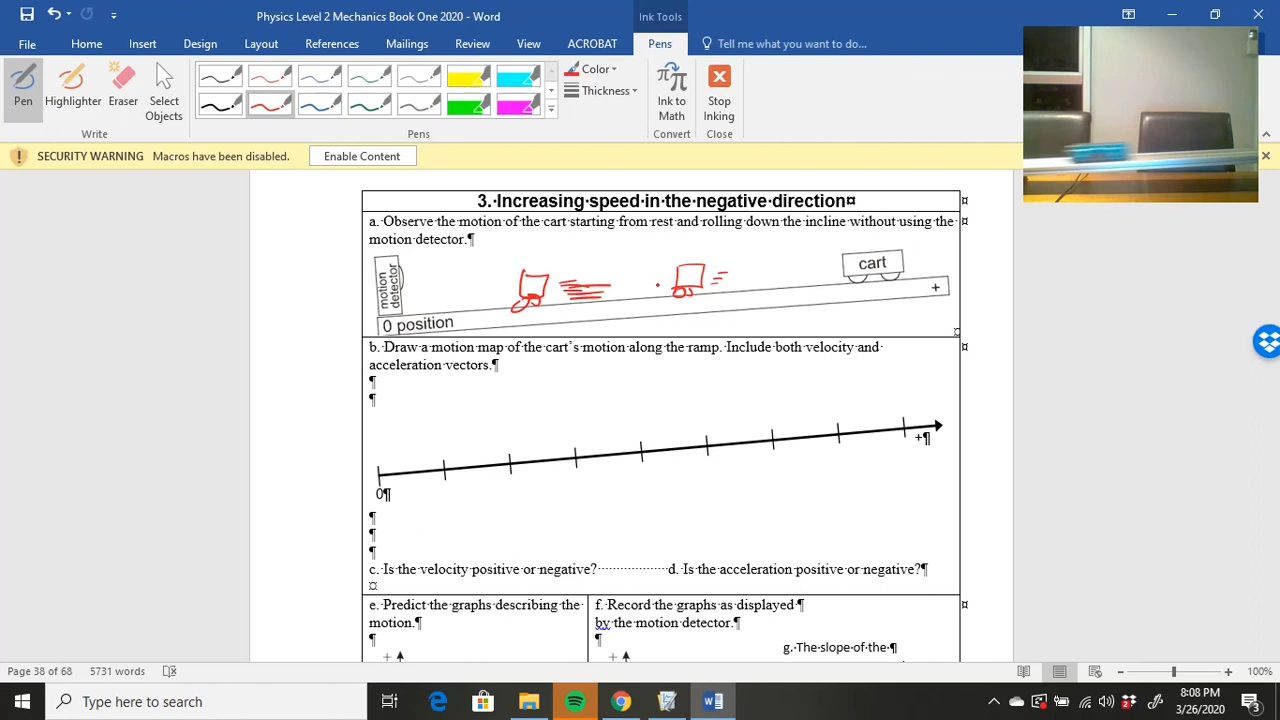 Physics Level 2 Mechanics Book One 2020 - Word
Ink Tools
File Home Insert Design Layout References Mailings Review View ACROBAT Pens Tell me what you want to do...
Pen Highlighter Eraser Select Objects
Color
Thickness
Ink to Math
Stop Inking
Write Pens Convert Close
SECURITY WARNING Macros have been disabled. Enable Content
3.·Increasing·speed·in·the·negative·direction¤
a.·Observe·the·motion·of·the·cart·starting·from·rest·and·rolling·down·the·incline·without·using·the·
motion·detector.¶
motion detector
cart
0 position
+
b.·Draw·a·motion·map·of·the·cart's·motion·along·the·ramp.·Include·both·velocity·and·
acceleration·vectors.¶
+¶
0¶
c.·Is·the·velocity·positive·or·negative?···················d.·Is·the·acceleration·positive·or·negative?¶
e.·Predict·the·graphs·describing·the·
motion.¶
f.·Record·the·graphs·as·displayed·¶
by·the·motion·detector.¶
g.·The·slope·of·the·¶
+
+
Page 38 of 68 5731 words
100%
Type here to search
8:08 PM
3/26/2020